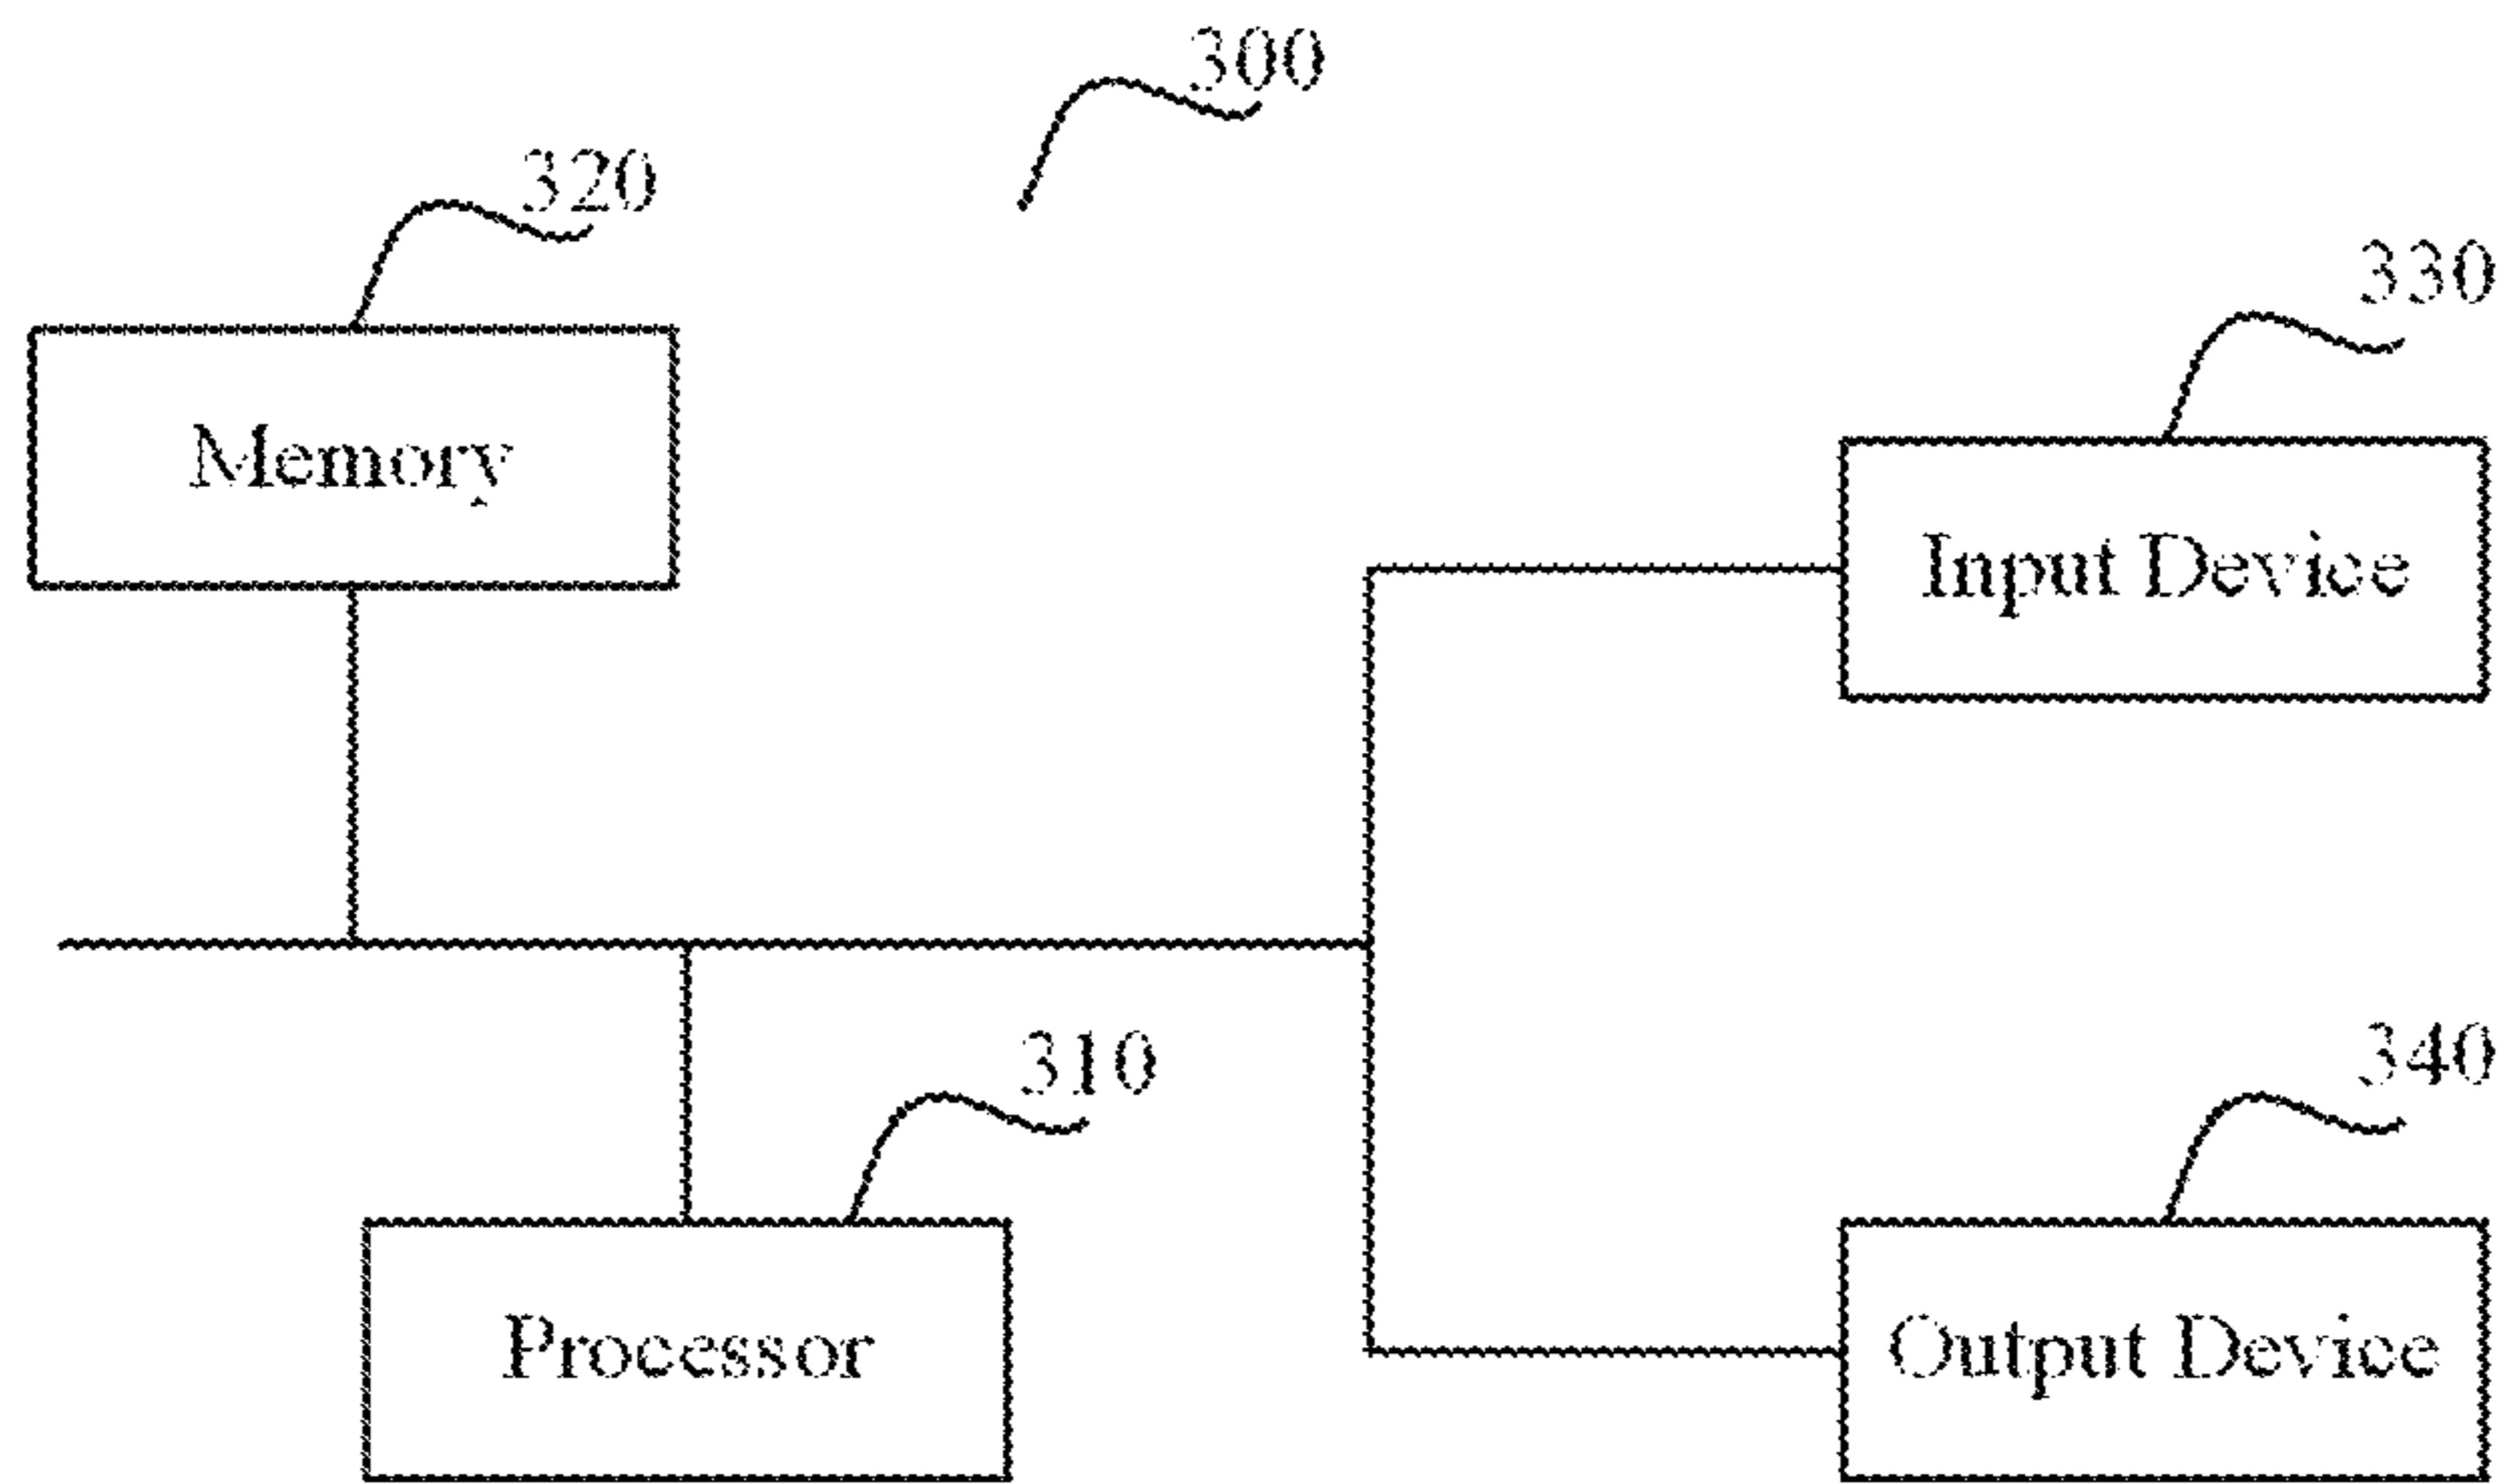 300
320
330
Memory
Input Device
310
340
Processor
Output Device